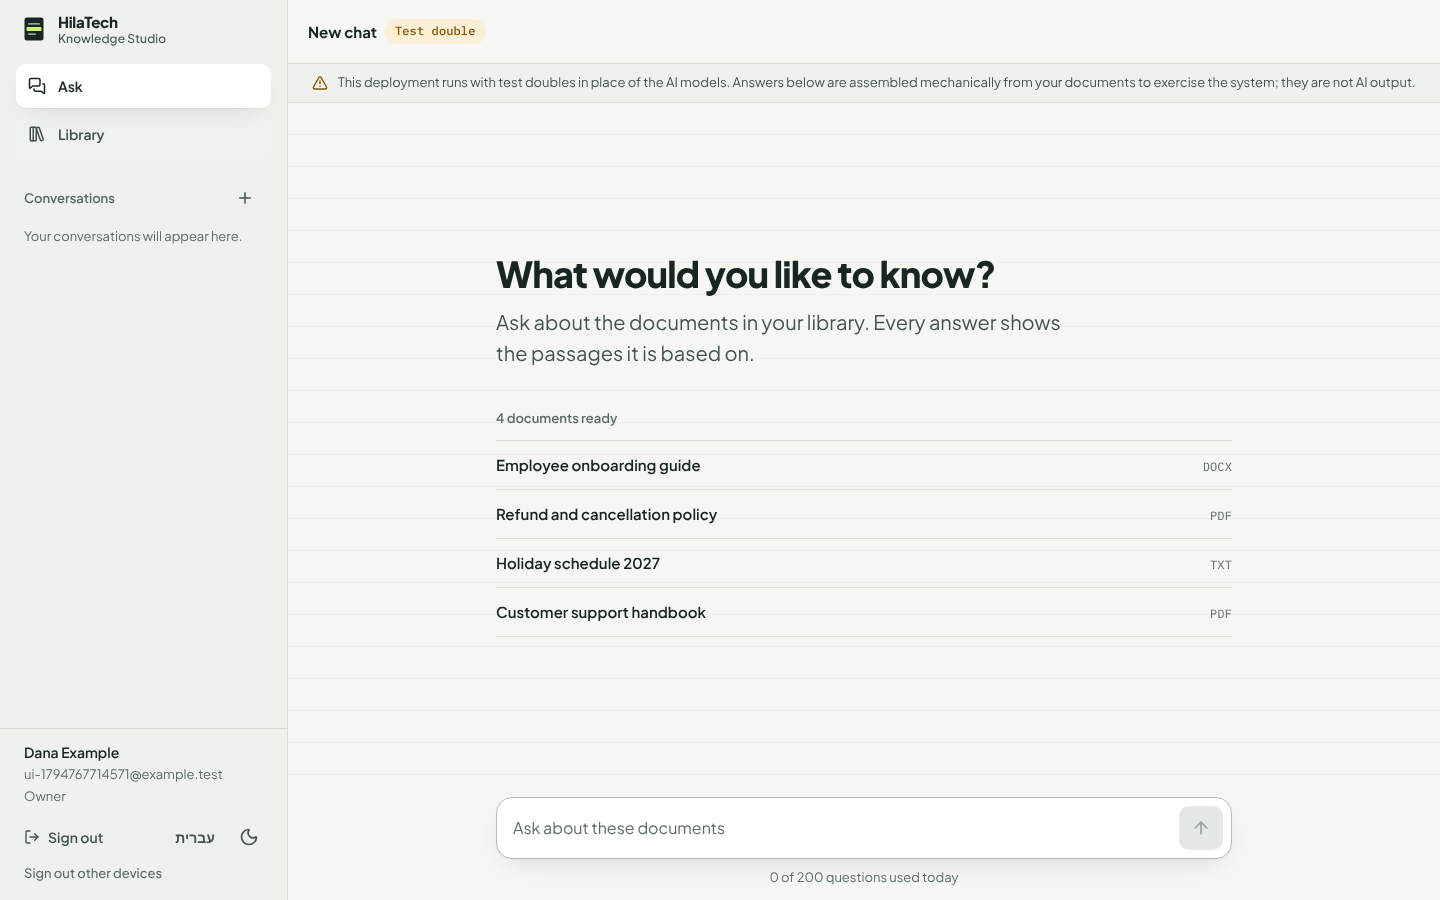 HilaTech
Knowledge Studio
Ask
Library
Conversations
Your conversations will appear here.
Dana Example
ui-1794767714571@example.test
Owner
Sign out
עברית
Sign out other devices
New chat
Test double
This deployment runs with test doubles in place of the AI models. Answers below are assembled mechanically from your documents to exercise the system; they are not AI output.
What would you like to know?
Ask about the documents in your library. Every answer shows
the passages it is based on.
4 documents ready
Employee onboarding guide DOCX
Refund and cancellation policy PDF
Holiday schedule 2027 TXT
Customer support handbook PDF
Ask about these documents
0 of 200 questions used today